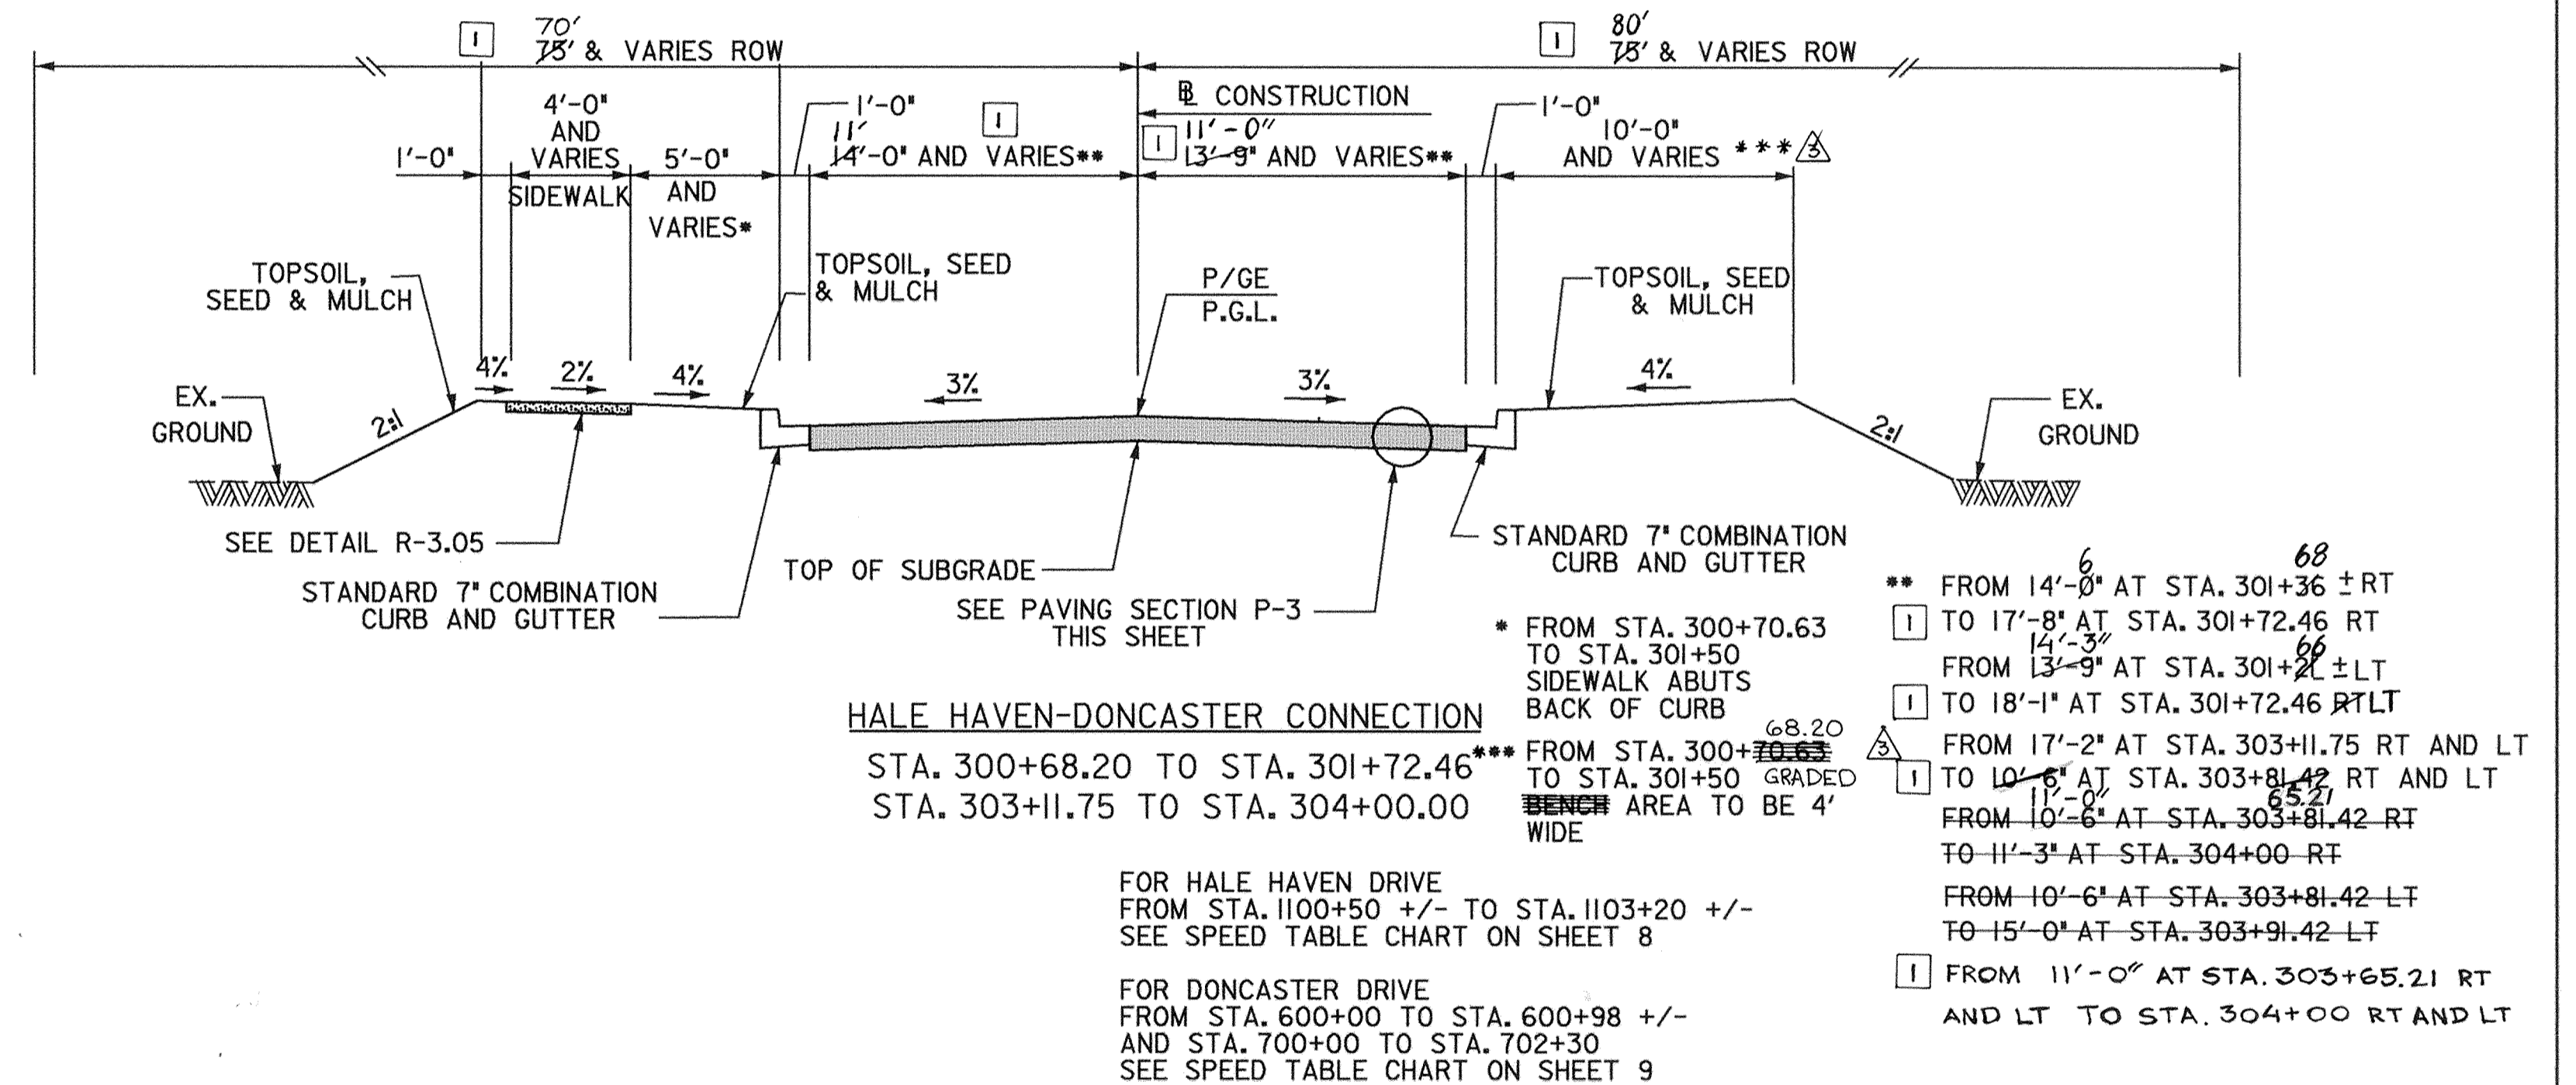 1 70'
75' & VARIES ROW
1 80'
75' & VARIES ROW
4'-0"
AND
VARIES
SIDEWALK
1'-0"
5'-0"
AND
VARIES*
1'-0"
11' 1
14'-0" AND VARIES**
℄ CONSTRUCTION
1 11'-0"
13'-9" AND VARIES**
1'-0"
10'-0"
AND VARIES *** 3
TOPSOIL,
SEED & MULCH
TOPSOIL, SEED
& MULCH
P/GE
P.G.L.
TOPSOIL, SEED
& MULCH
4% 2% 4% 3% 3% 4%
EX.
GROUND
2:1
2:1
EX.
GROUND
SEE DETAIL R-3.05
STANDARD 7" COMBINATION
CURB AND GUTTER
TOP OF SUBGRADE
SEE PAVING SECTION P-3
THIS SHEET
STANDARD 7" COMBINATION
CURB AND GUTTER
HALE HAVEN-DONCASTER CONNECTION
STA. 300+68.20 TO STA. 301+72.46
STA. 303+11.75 TO STA. 304+00.00
* FROM STA. 300+70.63
TO STA. 301+50
SIDEWALK ABUTS
BACK OF CURB
68.20
*** FROM STA. 300+70.63 3
TO STA. 301+50 GRADED
BENCH AREA TO BE 4'
WIDE
6 68
** FROM 14'-0" AT STA. 301+36 ± RT
1 TO 17'-8" AT STA. 301+72.46 RT
14'-3" 66
FROM 13'-9" AT STA. 301+21 ± LT
1 TO 18'-1" AT STA. 301+72.46 RT LT
FROM 17'-2" AT STA. 303+11.75 RT AND LT
1 TO 10'-6" AT STA. 303+81.42 RT AND LT
11'-0" 65.21
FROM 10'-6" AT STA. 303+81.42 RT
TO 11'-3" AT STA. 304+00 RT
FROM 10'-6" AT STA. 303+81.42 LT
TO 15'-0" AT STA. 303+91.42 LT
1 FROM 11'-0" AT STA. 303+65.21 RT
AND LT TO STA. 304+00 RT AND LT
FOR HALE HAVEN DRIVE
FROM STA. 1100+50 +/- TO STA. 1103+20 +/-
SEE SPEED TABLE CHART ON SHEET 8
FOR DONCASTER DRIVE
FROM STA. 600+00 TO STA. 600+98 +/-
AND STA. 700+00 TO STA. 702+30
SEE SPEED TABLE CHART ON SHEET 9